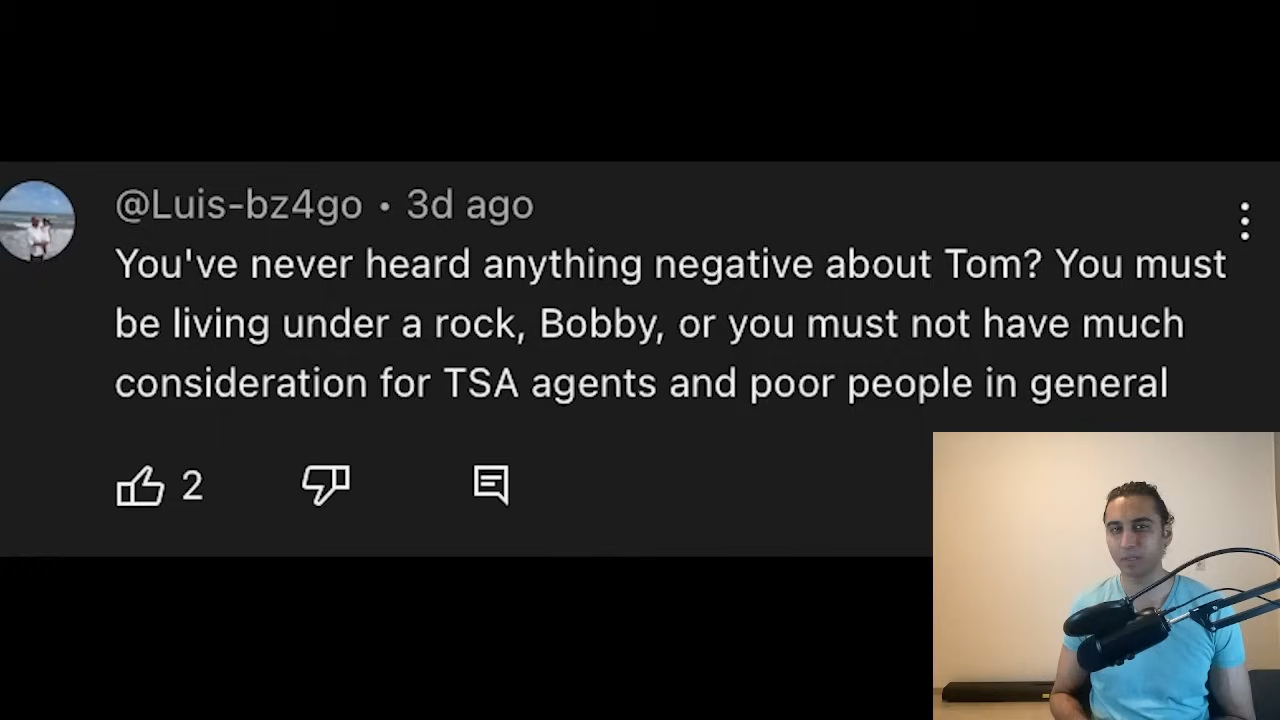 @Luis-bz4go • 3d ago
You've never heard anything negative about Tom? You must
be living under a rock, Bobby, or you must not have much
consideration for TSA agents and poor people in general
2